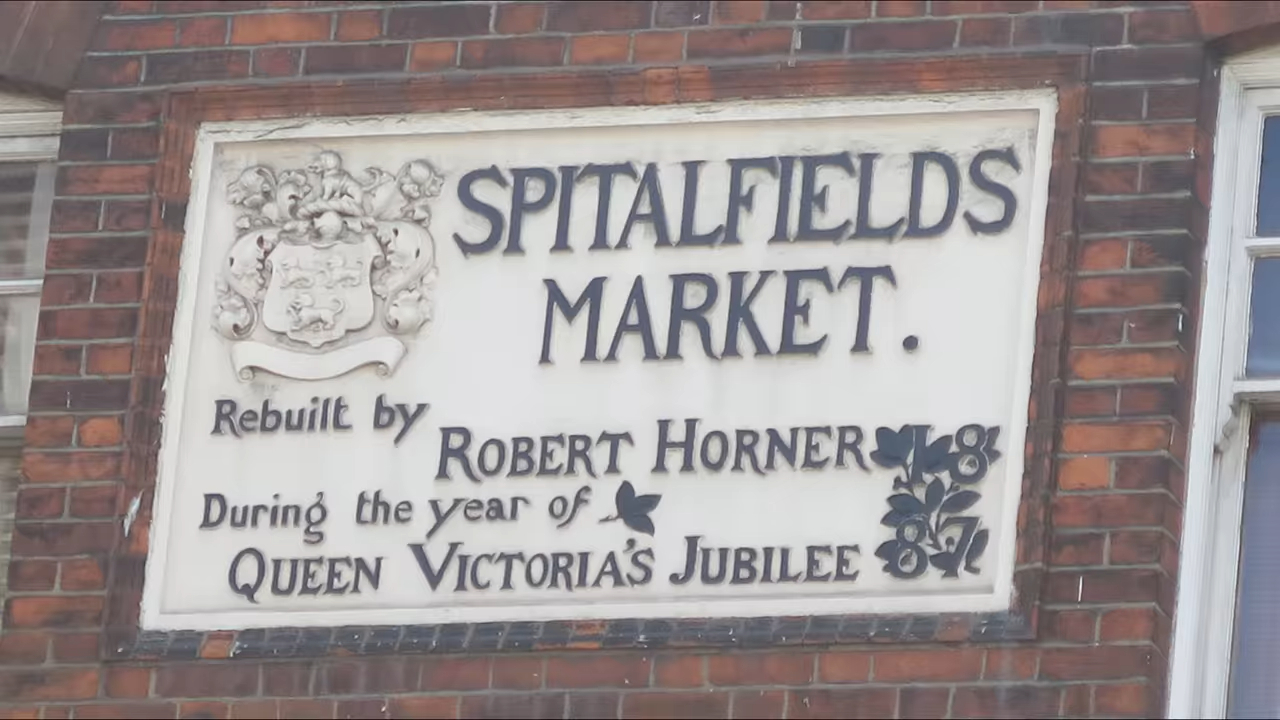 SPITALFIELDS
MARKET.
Rebuilt by
ROBERT HORNER 18
During the year of
QUEEN VICTORIA'S JUBILEE 87